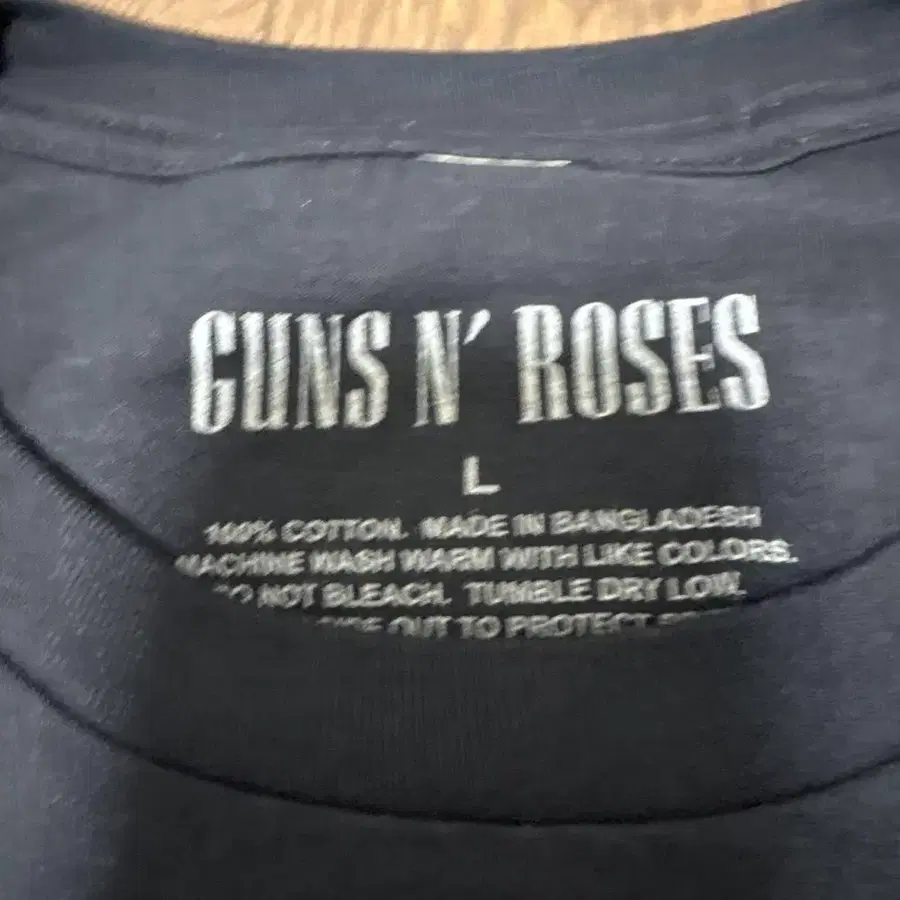 GUNS N' ROSES
L
100% COTTON. MADE IN BANGLADESH
MACHINE WASH WARM WITH LIKE COLORS.
DO NOT BLEACH. TUMBLE DRY LOW.
OUT TO PROTECT